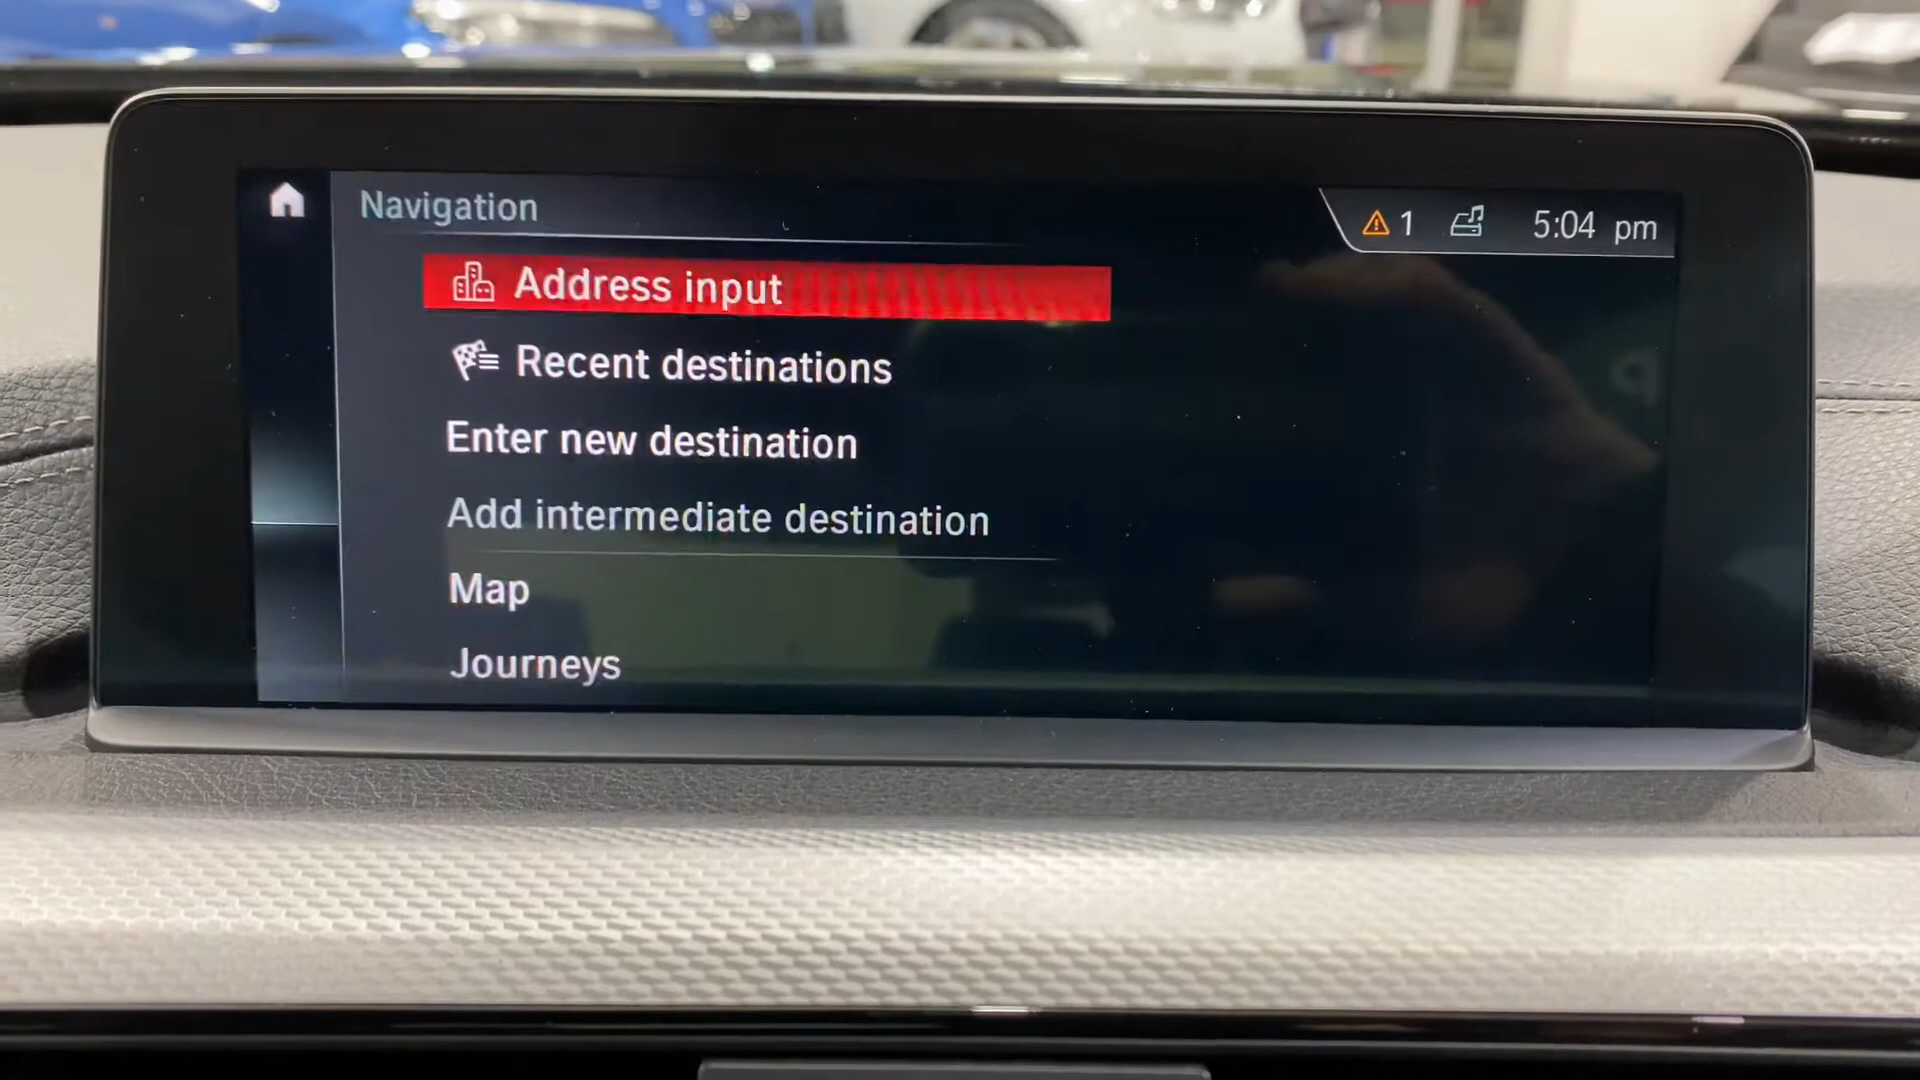 Navigation
1 5:04 pm
Address input
Recent destinations
Enter new destination
Add intermediate destination
Map
Journeys